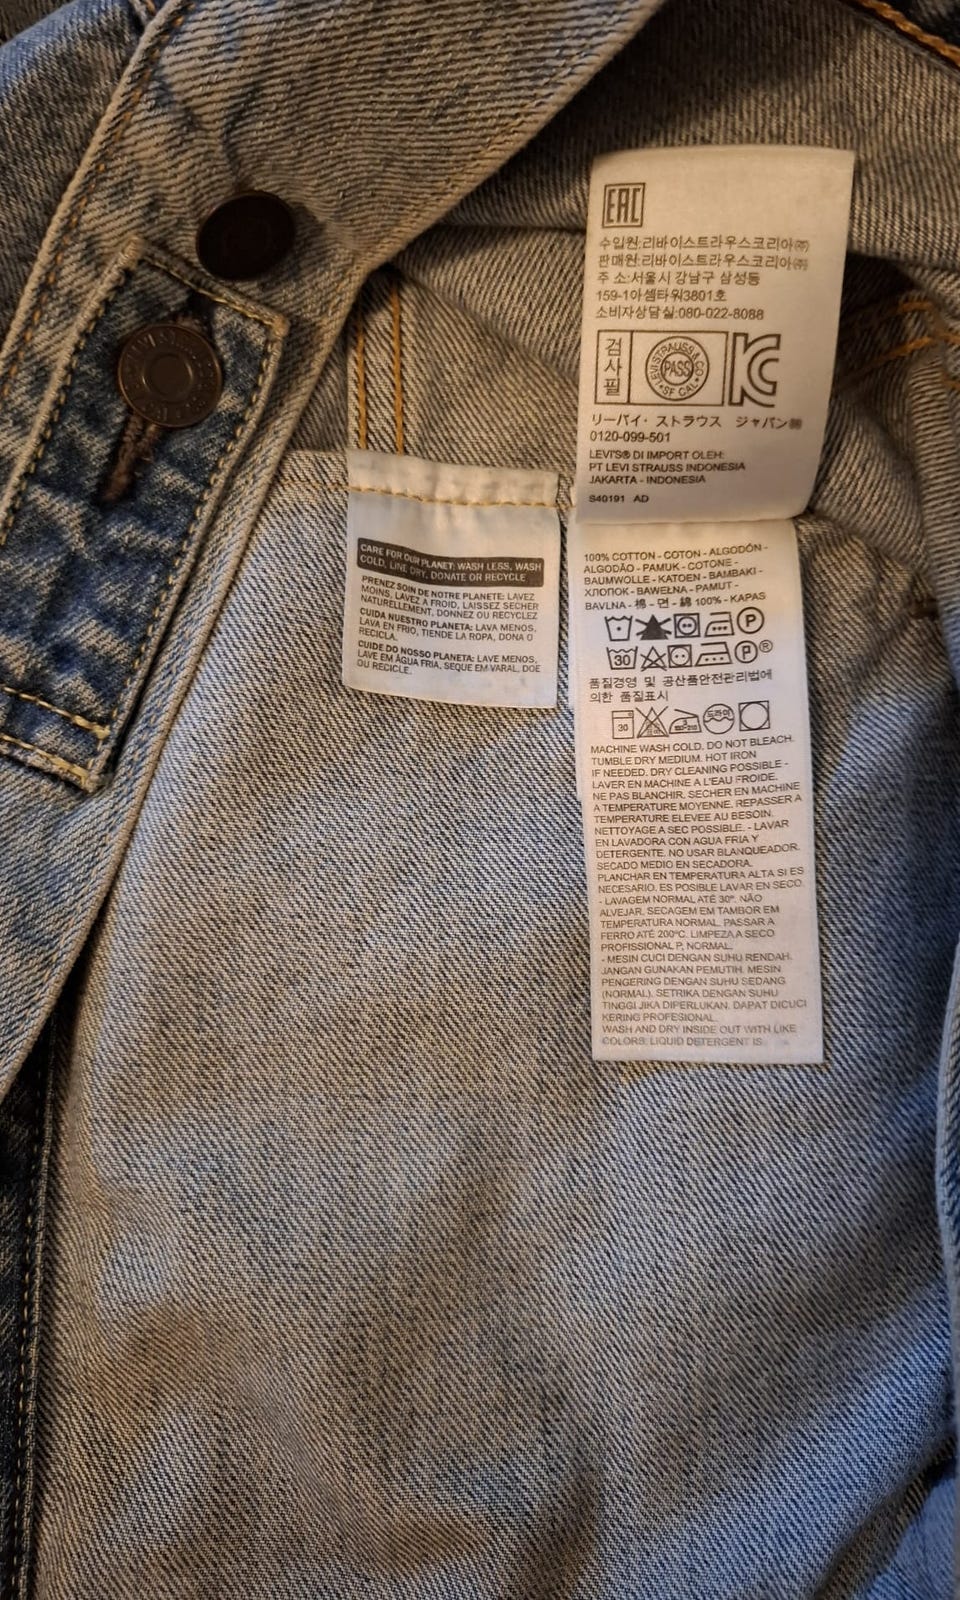 EAC
수입원:리바이스트라우스코리아㈜
판매원:리바이스트라우스코리아㈜
주 소:서울시 강남구 삼성동
159-1아셈타워3801호
소비자상담실:080-022-8088
검사필
LEVI STRAUSS & CO
PASS
SF CAL
KC
リーバイ・ストラウス ジャパン㈱
0120-099-501
LEVI'S® DI IMPORT OLEH:
PT LEVI STRAUSS INDONESIA
JAKARTA - INDONESIA
S40191 AD
CARE FOR OUR PLANET: WASH LESS, WASH
COLD, LINE DRY, DONATE OR RECYCLE
PRENEZ SOIN DE NOTRE PLANETE: LAVEZ
MOINS, LAVEZ A FROID, LAISSEZ SECHER
NATURELLEMENT, DONNEZ OU RECYCLEZ
CUIDA NUESTRO PLANETA: LAVA MENOS,
LAVA EN FRIO, TIENDE LA ROPA, DONA O
RECICLA.
CUIDE DO NOSSO PLANETA: LAVE MENOS,
LAVE EM ÁGUA FRIA, SEQUE EM VARAL, DOE
OU RECICLE.
100% COTTON - COTON - ALGODÓN -
ALGODÃO - PAMUK - COTONE -
BAUMWOLLE - KATOEN - BAMBAKI -
ХЛОПОК - BAWEŁNA - PAMUT -
BAVLNA - 棉 - 면 - 綿 100% - KAPAS
P
30 P ®
품질경영 및 공산품안전관리법에
의한 품질표시
30
MACHINE WASH COLD. DO NOT BLEACH.
TUMBLE DRY MEDIUM. HOT IRON
IF NEEDED. DRY CLEANING POSSIBLE -
LAVER EN MACHINE A L'EAU FROIDE.
NE PAS BLANCHIR. SECHER EN MACHINE
A TEMPERATURE MOYENNE. REPASSER A
TEMPERATURE ELEVEE AU BESOIN.
NETTOYAGE A SEC POSSIBLE. - LAVAR
EN LAVADORA CON AGUA FRIA Y
DETERGENTE. NO USAR BLANQUEADOR.
SECADO MEDIO EN SECADORA.
PLANCHAR EN TEMPERATURA ALTA SI ES
NECESARIO. ES POSIBLE LAVAR EN SECO.
- LAVAGEM NORMAL ATÉ 30º. NÃO
ALVEJAR. SECAGEM EM TAMBOR EM
TEMPERATURA NORMAL. PASSAR A
FERRO ATÉ 200ºC. LIMPEZA A SECO
PROFISSIONAL P, NORMAL.
- MESIN CUCI DENGAN SUHU RENDAH.
JANGAN GUNAKAN PEMUTIH. MESIN
PENGERING DENGAN SUHU SEDANG
(NORMAL). SETRIKA DENGAN SUHU
TINGGI JIKA DIPERLUKAN. DAPAT DICUCI
KERING PROFESIONAL.
WASH AND DRY INSIDE OUT WITH LIKE
COLORS; LIQUID DETERGENT IS